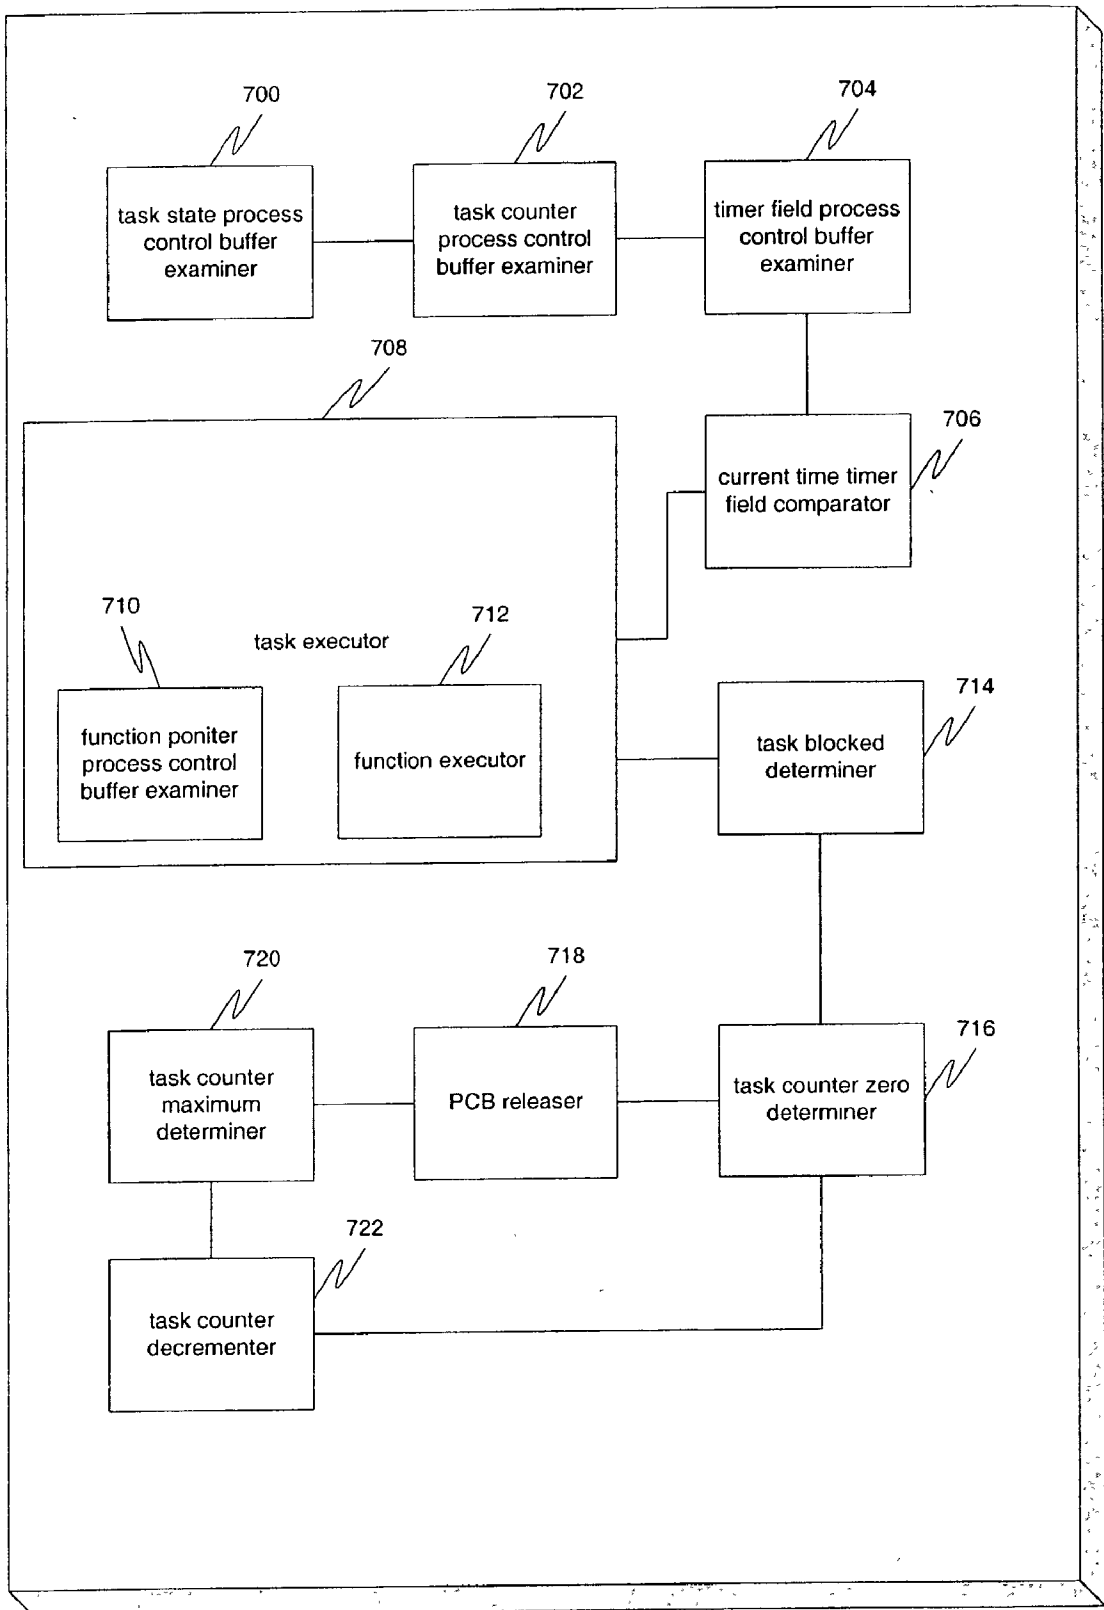 700
702
704
task state process
control buffer
examiner
task counter
process control
buffer examiner
timer field process
control buffer
examiner
708
706
current time timer
field comparator
710
712
task executor
function poniter
process control
buffer examiner
function executor
714
task blocked
determiner
720
718
716
task counter
maximum
determiner
PCB releaser
task counter zero
determiner
722
task counter
decrementer